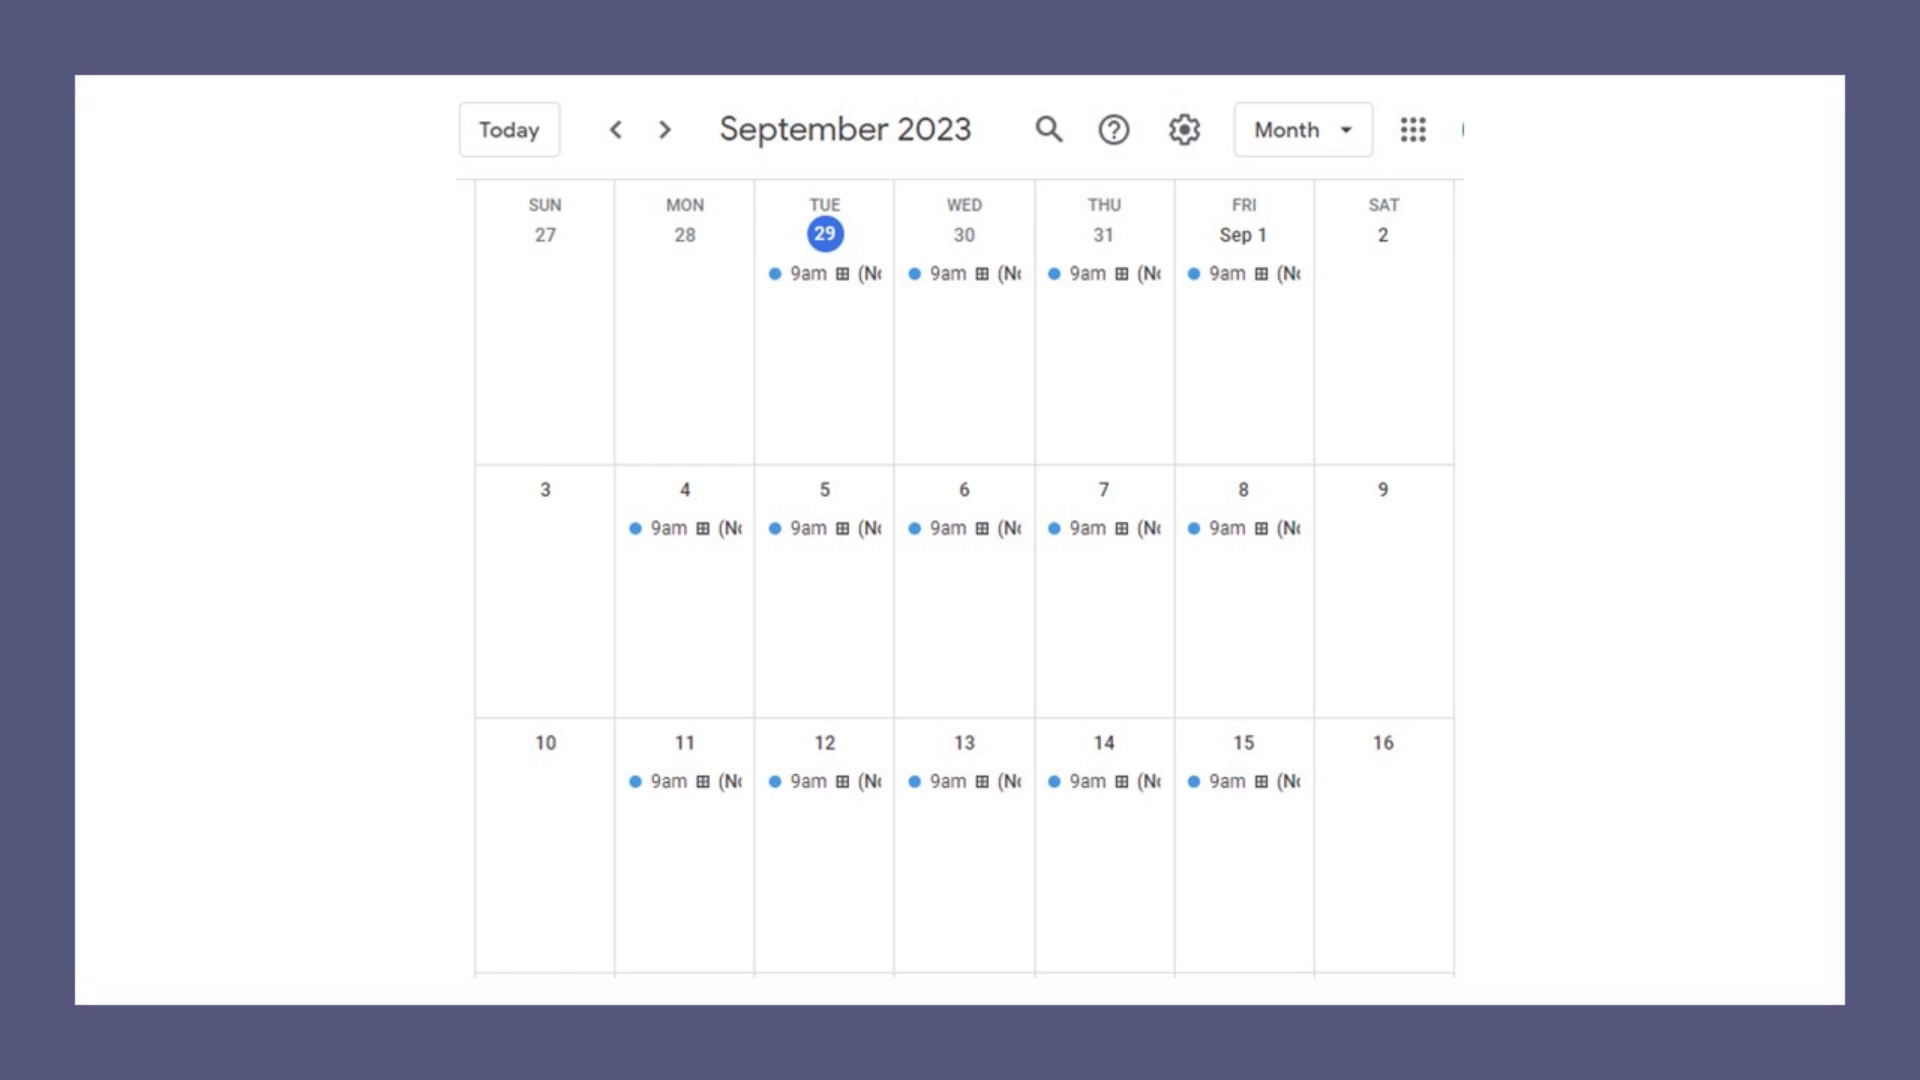 Today September 2023 Month
SUN MON TUE WED THU FRI SAT
27 28 29 30 31 Sep 1 2
9am 9am 9am 9am
3 4 5 6 7 8 9
9am 9am 9am 9am 9am
10 11 12 13 14 15 16
9am 9am 9am 9am 9am